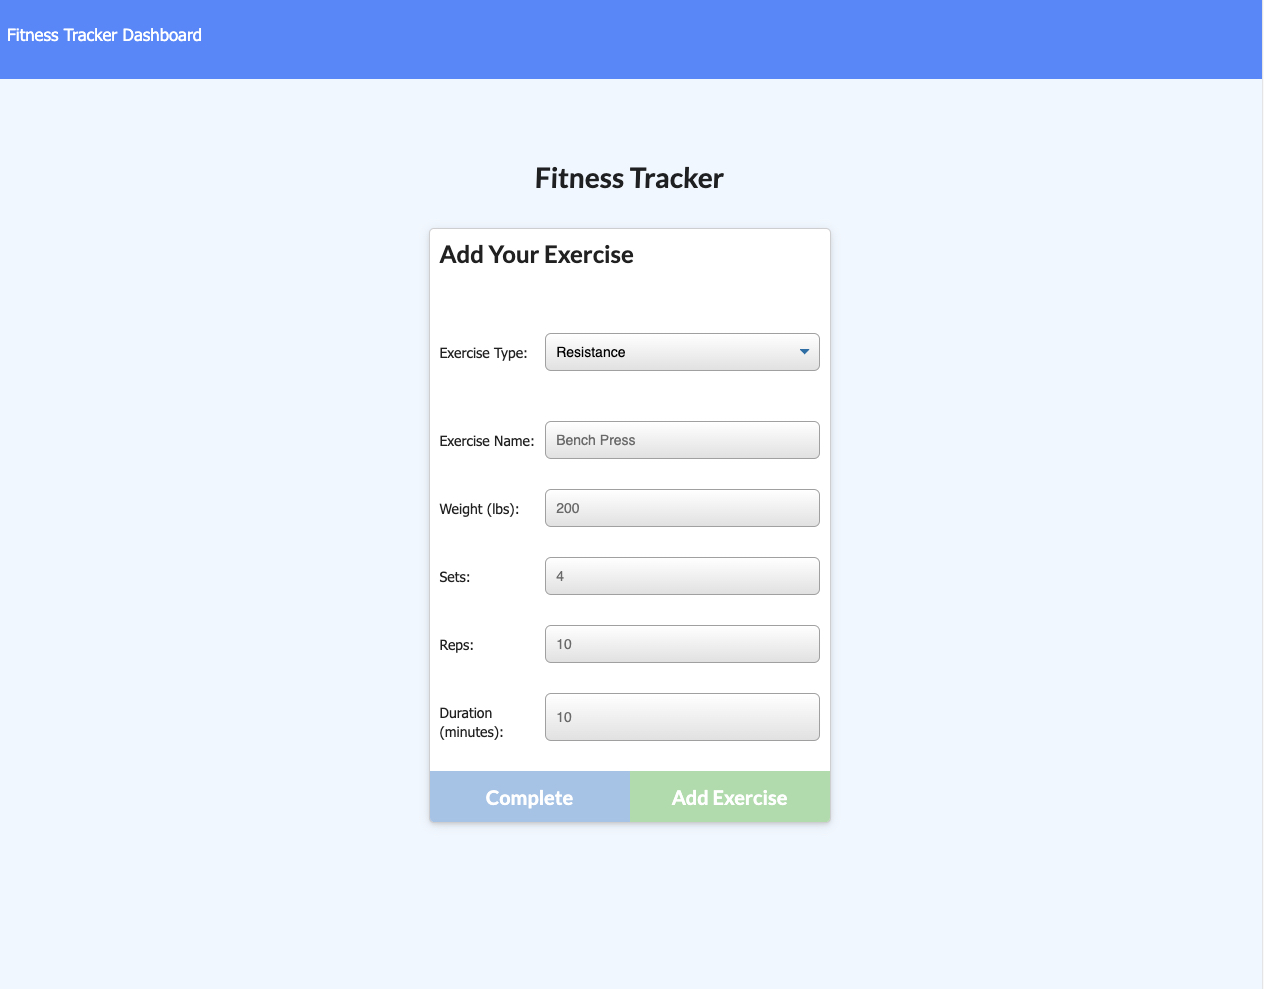 Fitness Tracker Dashboard
Fitness Tracker
Add Your Exercise
Exercise Type: Resistance
Exercise Name: Bench Press
Weight (lbs): 200
Sets: 4
Reps: 10
Duration (minutes): 10
Complete Add Exercise